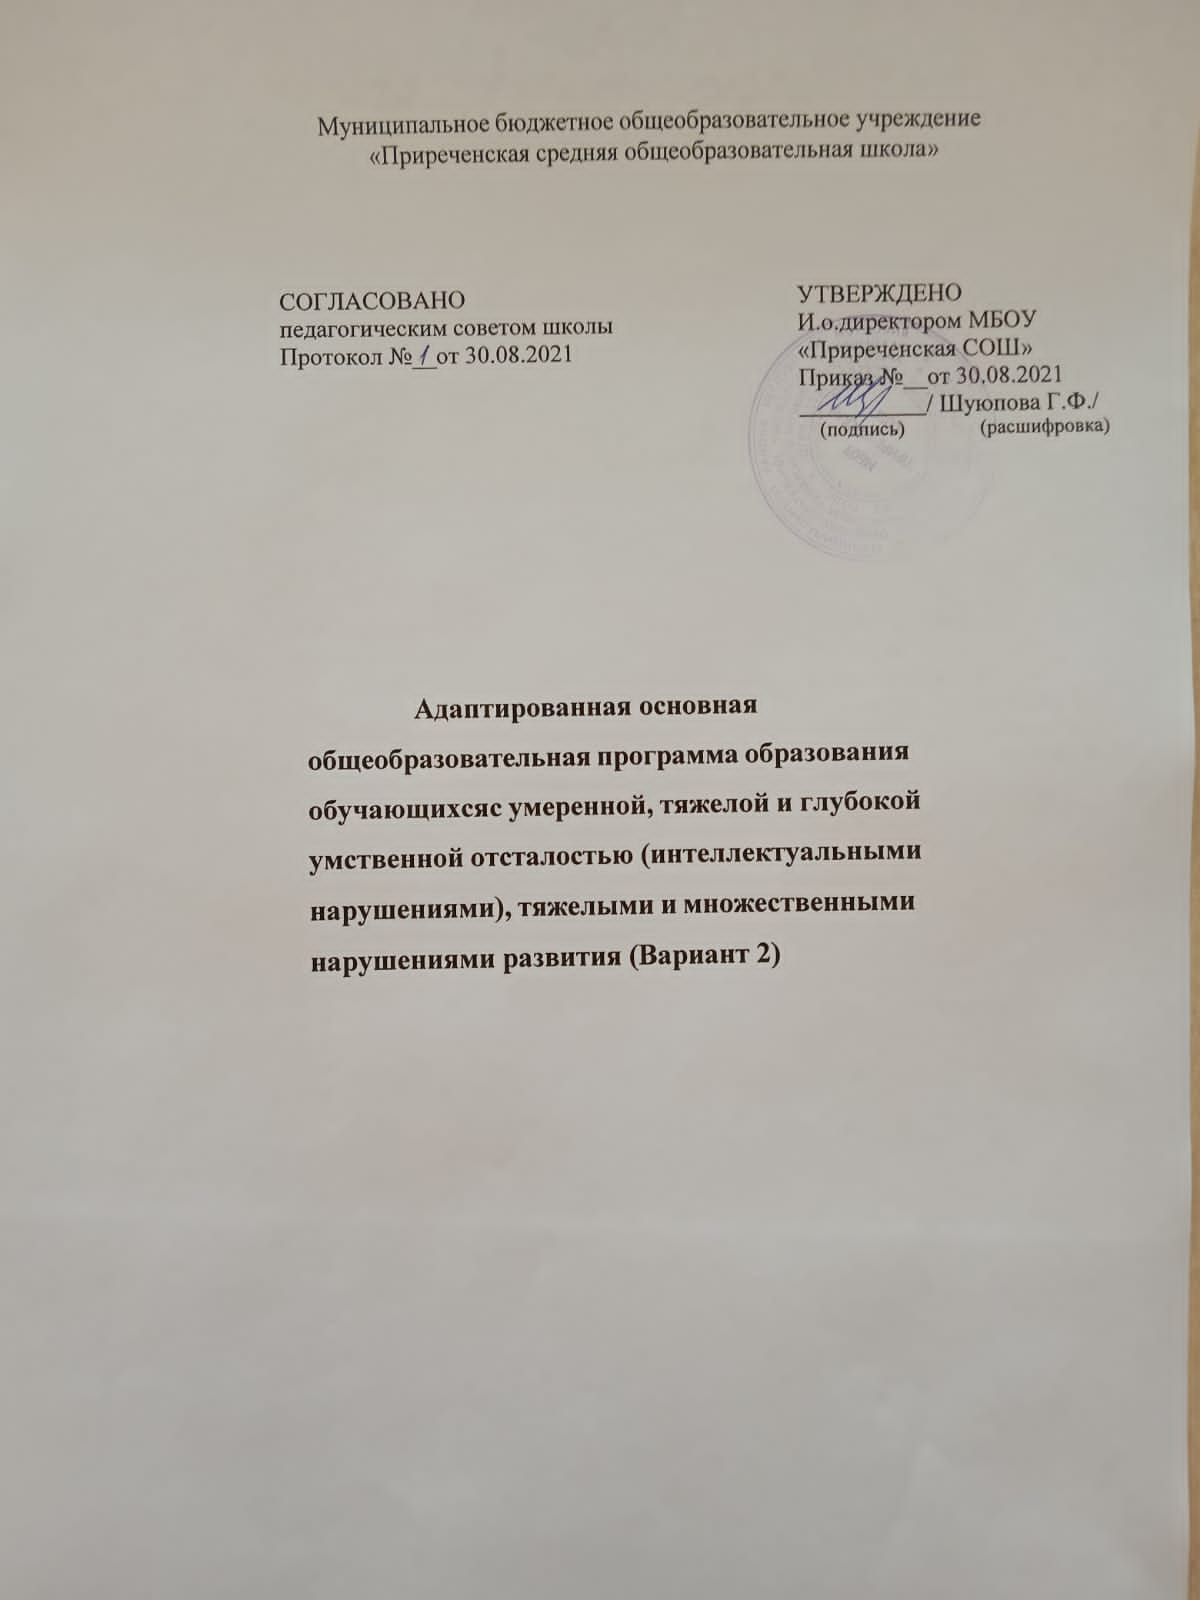 Муниципальное бюджетное общеобразовательное учреждение
«Приреченская средняя общеобразовательная школа»
СОГЛАСОВАНО
педагогическим советом школы
Протокол №_1_от 30.08.2021
УТВЕРЖДЕНО
И.о.директором МБОУ
«Приреченская СОШ»
Приказ №__от 30.08.2021
___________/ Шуюпова Г.Ф./
(подпись) (расшифровка)
Адаптированная основная
общеобразовательная программа образования
обучающихсяс умеренной, тяжелой и глубокой
умственной отсталостью (интеллектуальными
нарушениями), тяжелыми и множественными
нарушениями развития (Вариант 2)